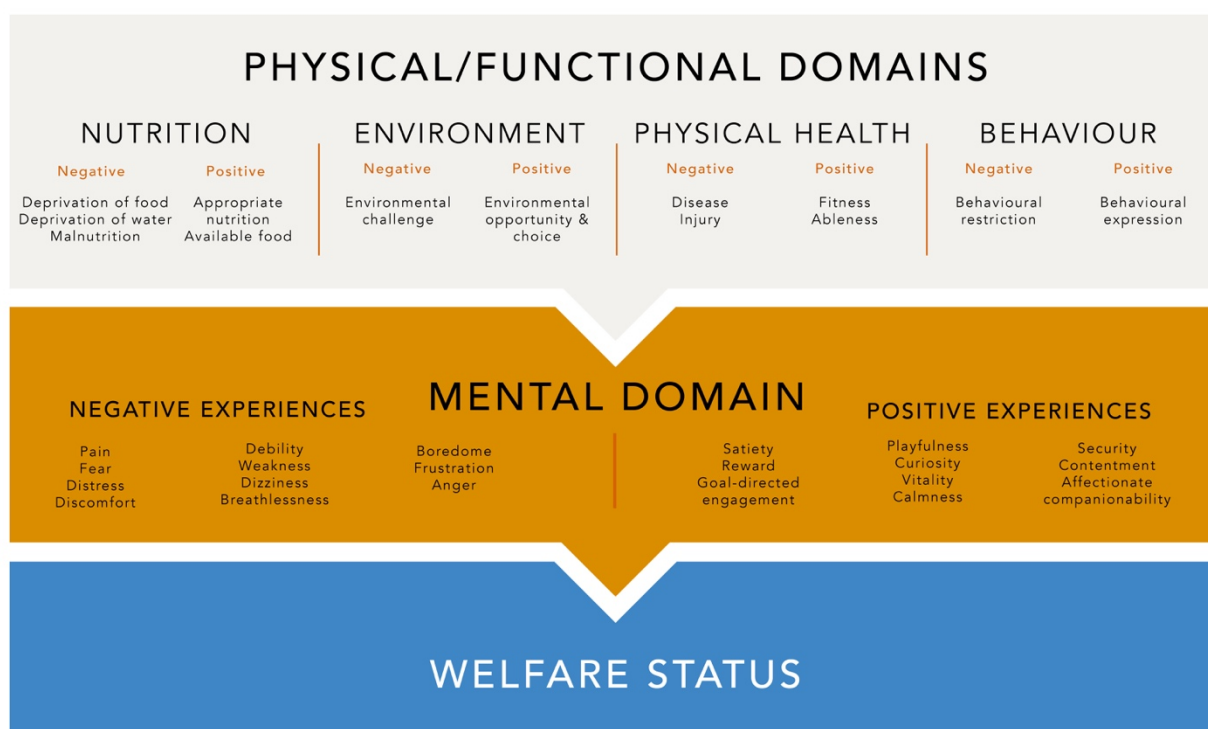 PHYSICAL/FUNCTIONAL DOMAINS
NUTRITION
Negative
Deprivation of food
Deprivation of water
Malnutrition
Positive
Appropriate
nutrition
Available food
ENVIRONMENT
Negative
Environmental
challenge
Positive
Environmental
opportunity &
choice
PHYSICAL HEALTH
Negative
Disease
Injury
Positive
Fitness
Ableness
BEHAVIOUR
Negative
Behavioural
restriction
Positive
Behavioural
expression
MENTAL DOMAIN
NEGATIVE EXPERIENCES
Pain
Fear
Distress
Discomfort
Debility
Weakness
Dizziness
Breathlessness
Boredome
Frustration
Anger
POSITIVE EXPERIENCES
Satiety
Reward
Goal-directed
engagement
Playfulness
Curiosity
Vitality
Calmness
Security
Contentment
Affectionate
companionability
WELFARE STATUS